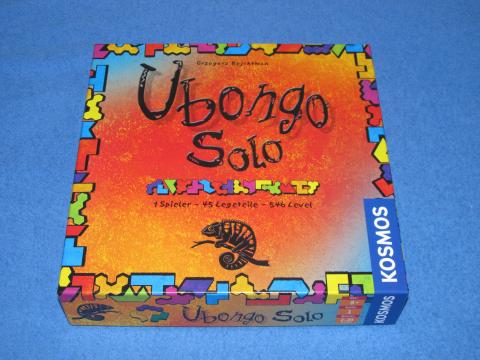 Grzegorz Rejchtman
Ubongo
Solo
1 Spieler – 45 Legeteile – 546 Level
KOSMOS
Ubongo Solo
KOSMOS